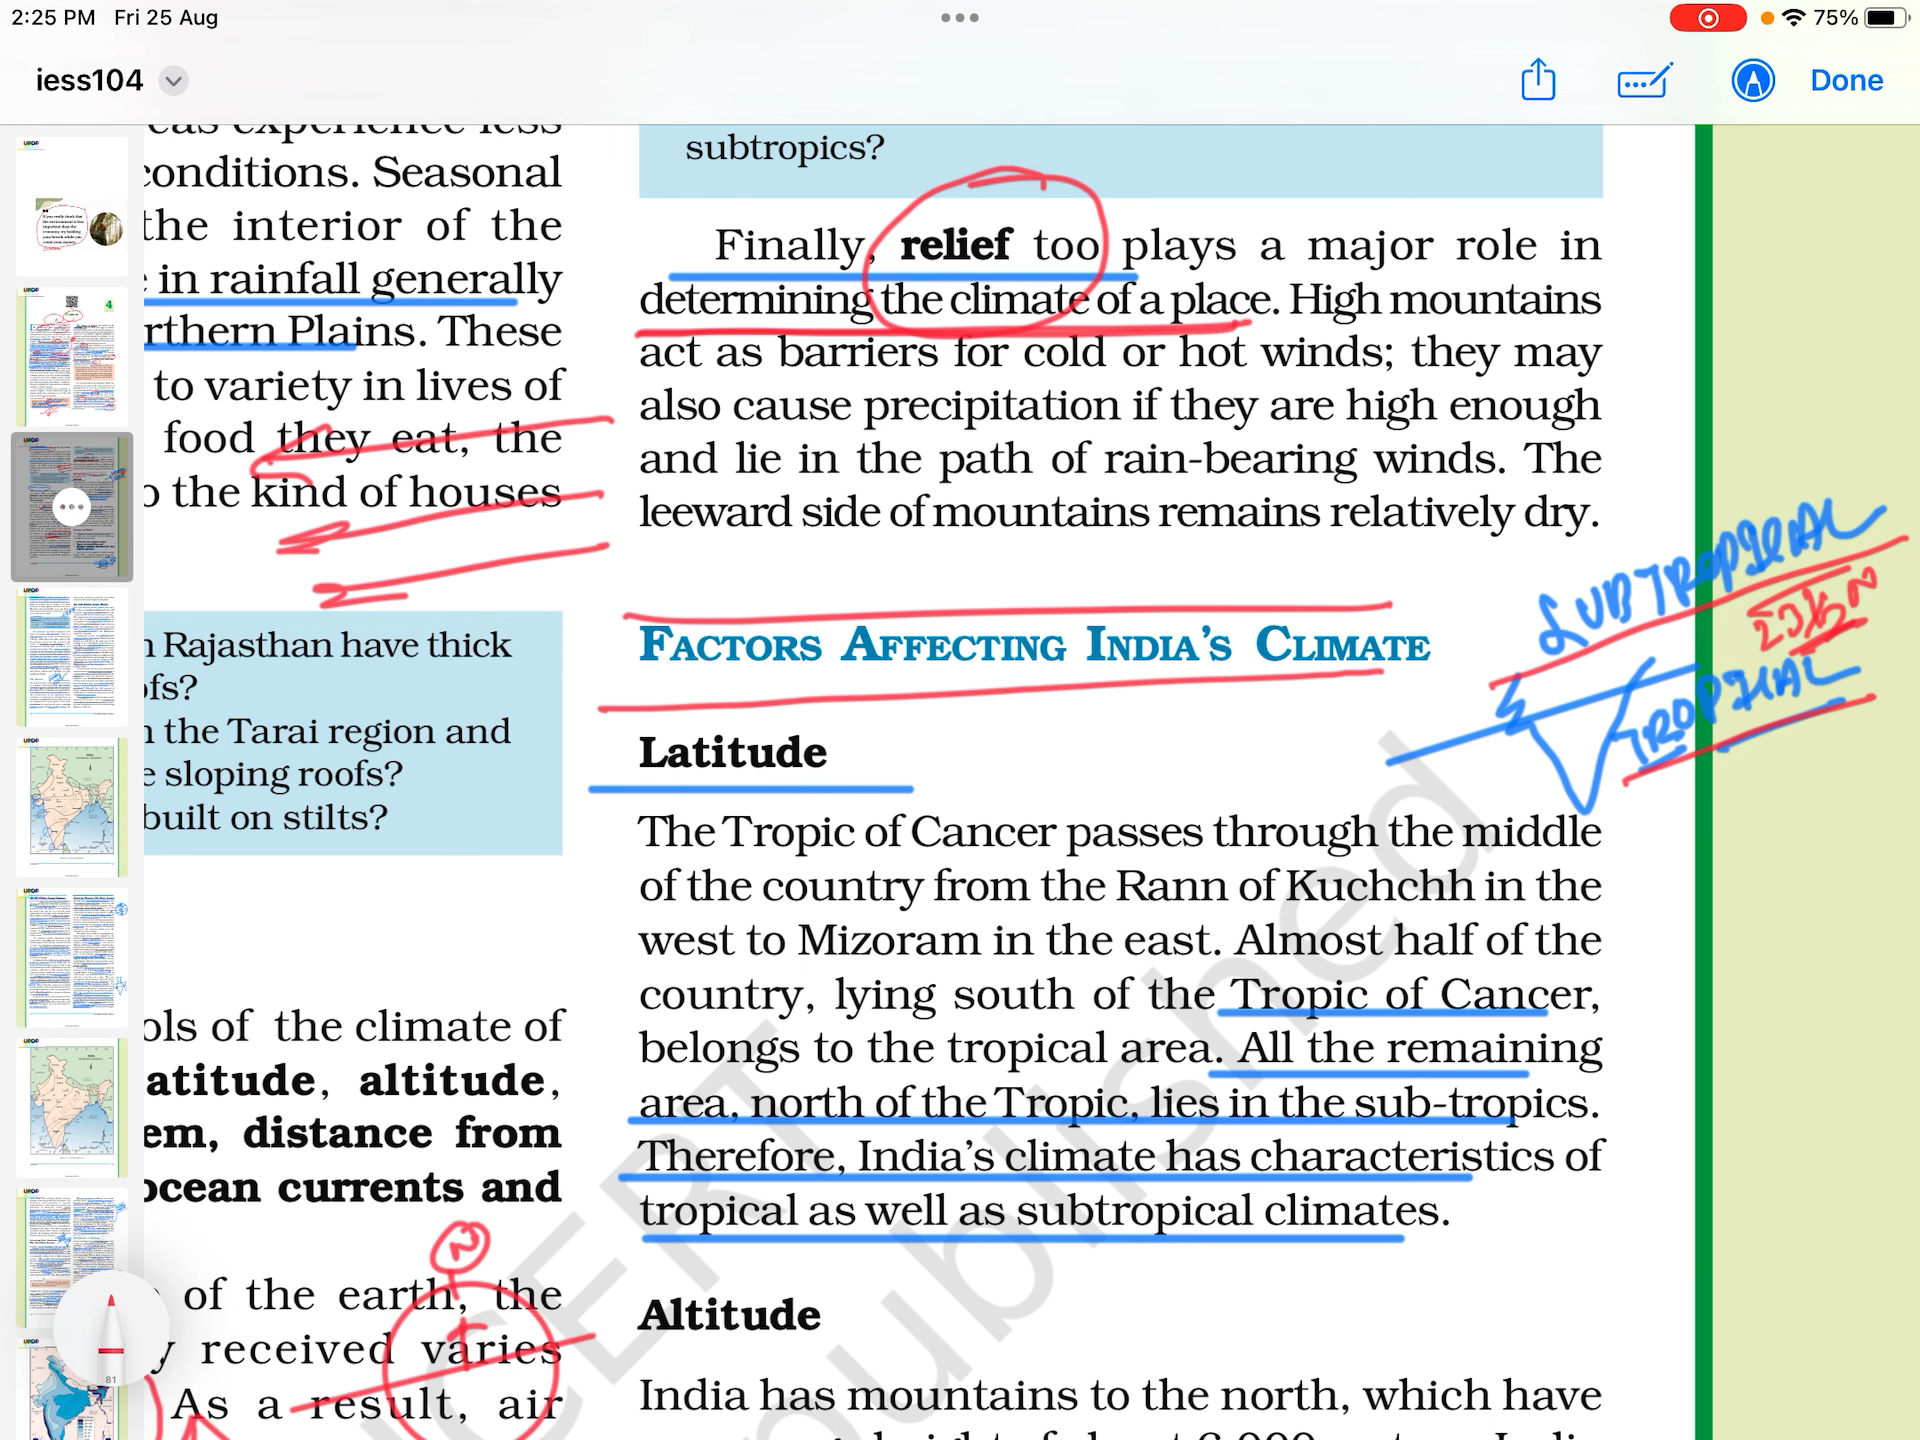 2:25 PM Fri 25 Aug
75%
iess104
Done
conditions. Seasonal
the interior of the
in rainfall generally
rthern Plains. These
to variety in lives of
food they eat, the
o the kind of houses
n Rajasthan have thick
ofs?
n the Tarai region and
e sloping roofs?
built on stilts?
ols of the climate of
atitude, altitude,
em, distance from
ocean currents and
of the earth, the
y received varies
As a result, air
N
subtropics?
Finally, relief too plays a major role in
determining the climate of a place. High mountains
act as barriers for cold or hot winds; they may
also cause precipitation if they are high enough
and lie in the path of rain-bearing winds. The
leeward side of mountains remains relatively dry.
FACTORS AFFECTING INDIA'S CLIMATE
SUBTROPICAL
TROPICAL
Latitude
The Tropic of Cancer passes through the middle
of the country from the Rann of Kuchchh in the
west to Mizoram in the east. Almost half of the
country, lying south of the Tropic of Cancer,
belongs to the tropical area. All the remaining
area, north of the Tropic, lies in the sub-tropics.
Therefore, India's climate has characteristics of
tropical as well as subtropical climates.
Altitude
India has mountains to the north, which have
81